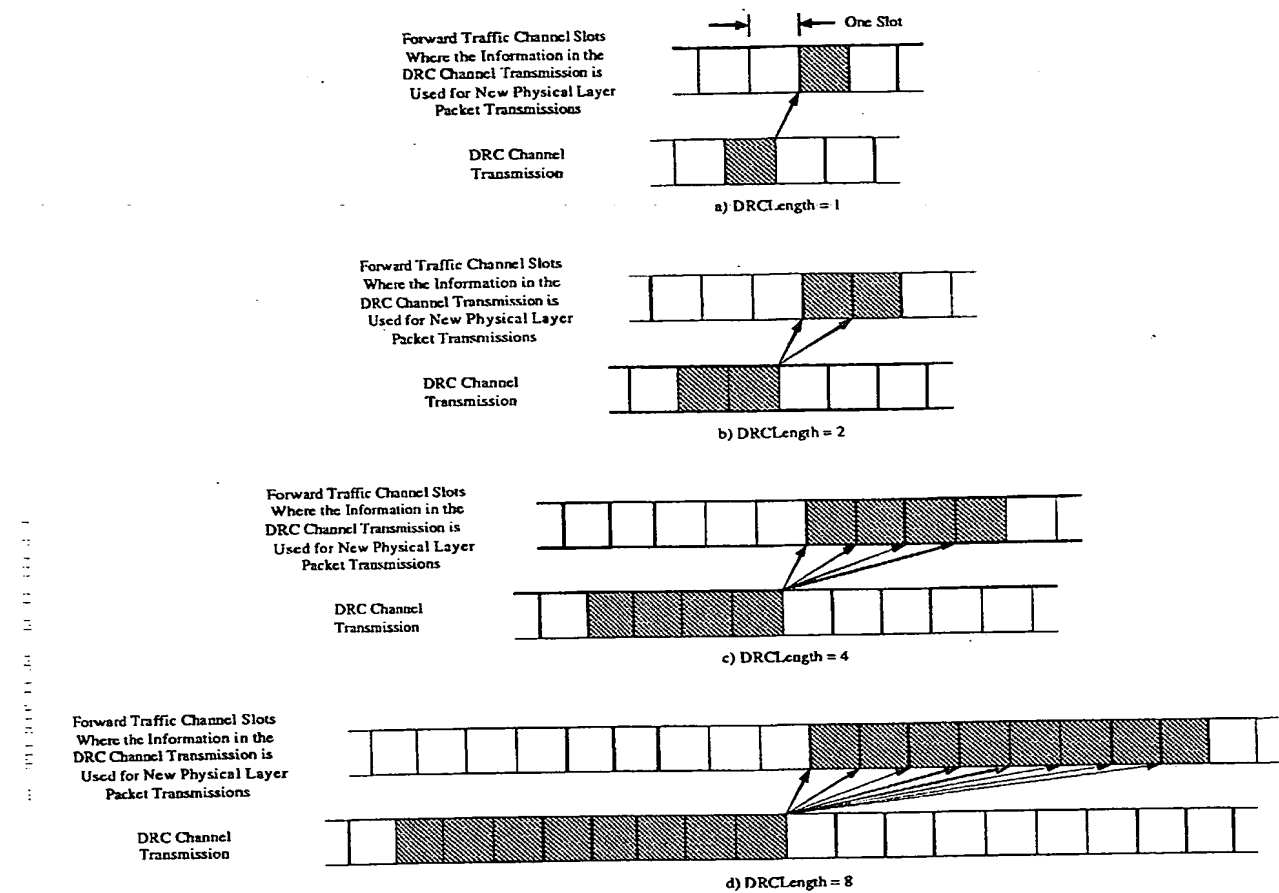 One Slot
Forward Traffic Channel Slots
Where the Information in the
DRC Channel Transmission is
Used for New Physical Layer
Packet Transmissions
DRC Channel
Transmission
a) DRCLength = 1
Forward Traffic Channel Slots
Where the Information in the
DRC Channel Transmission is
Used for New Physical Layer
Packet Transmissions
DRC Channel
Transmission
b) DRCLength = 2
Forward Traffic Channel Slots
Where the Information in the
DRC Channel Transmission is
Used for New Physical Layer
Packet Transmissions
DRC Channel
Transmission
c) DRCLength = 4
Forward Traffic Channel Slots
Where the Information in the
DRC Channel Transmission is
Used for New Physical Layer
Packet Transmissions
DRC Channel
Transmission
d) DRCLength = 8